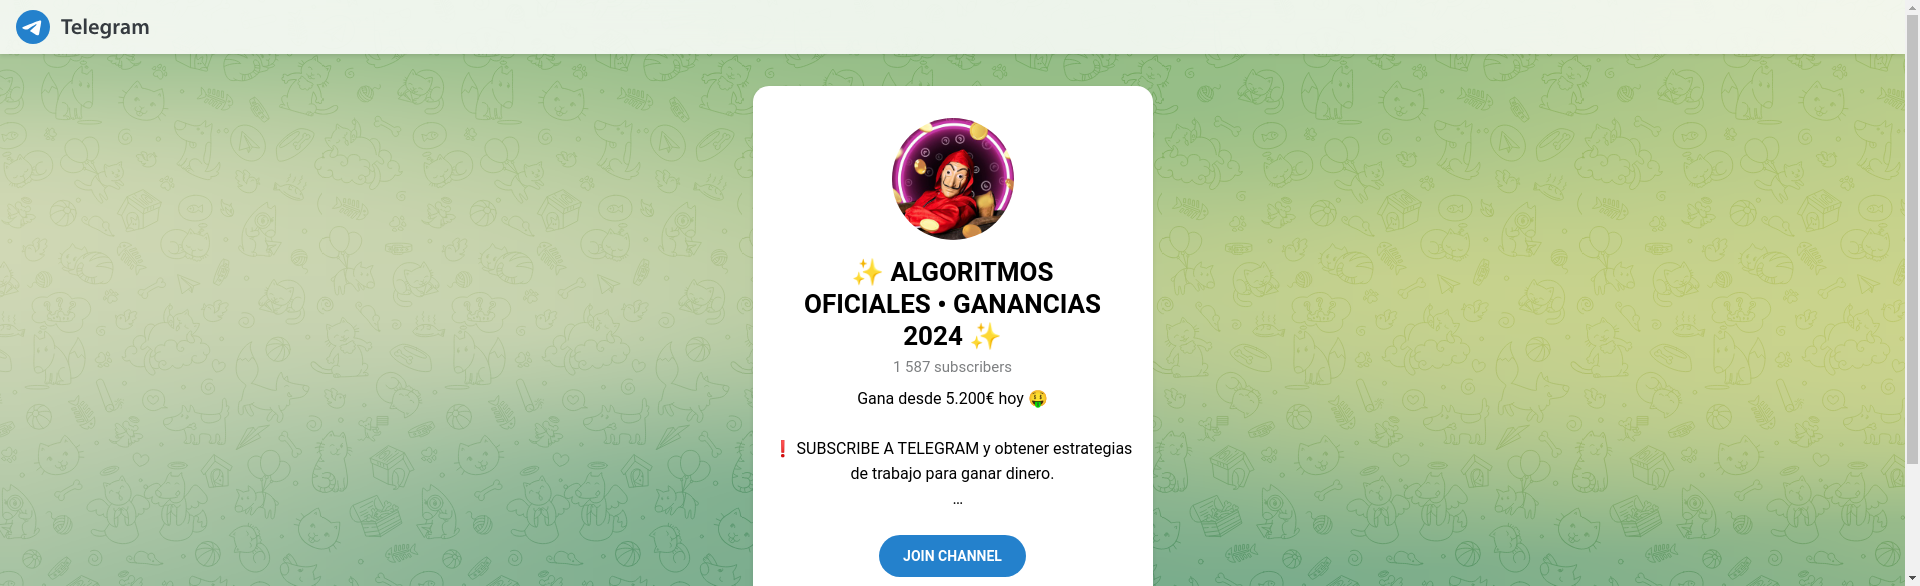 Telegram
✨ ALGORITMOS
OFICIALES • GANANCIAS
2024 ✨
1 587 subscribers
Gana desde 5.200€ hoy 🤑
❗ SUBSCRIBE A TELEGRAM y obtener estrategias
de trabajo para ganar dinero.
...
JOIN CHANNEL